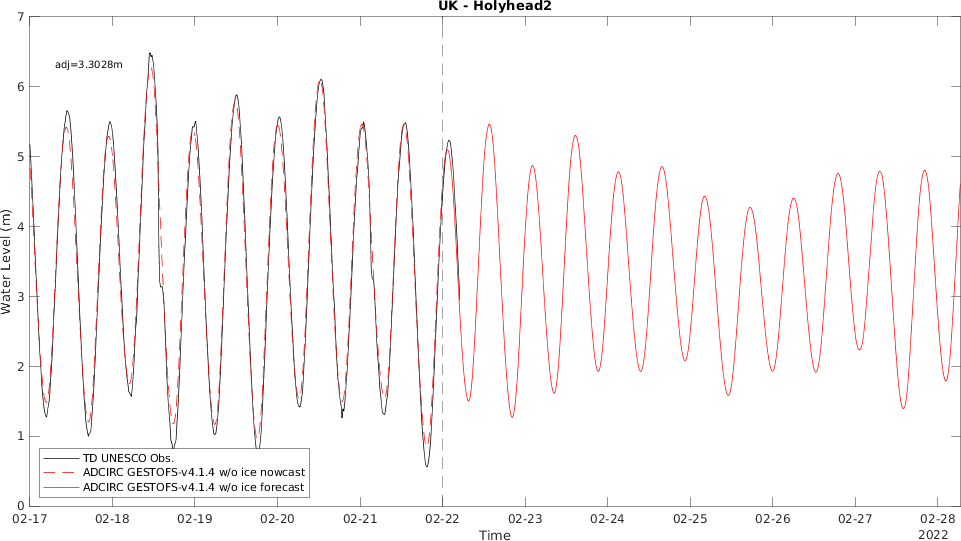 UK - Holyhead2
adj=3.3028m
Water Level (m)
7
6
5
4
3
2
1
0
TD UNESCO Obs.
ADCIRC GESTOFS-v4.1.4 w/o ice nowcast
ADCIRC GESTOFS-v4.1.4 w/o ice forecast
02-17 02-18 02-19 02-20 02-21 02-22 02-23 02-24 02-25 02-26 02-27 02-28
2022
Time